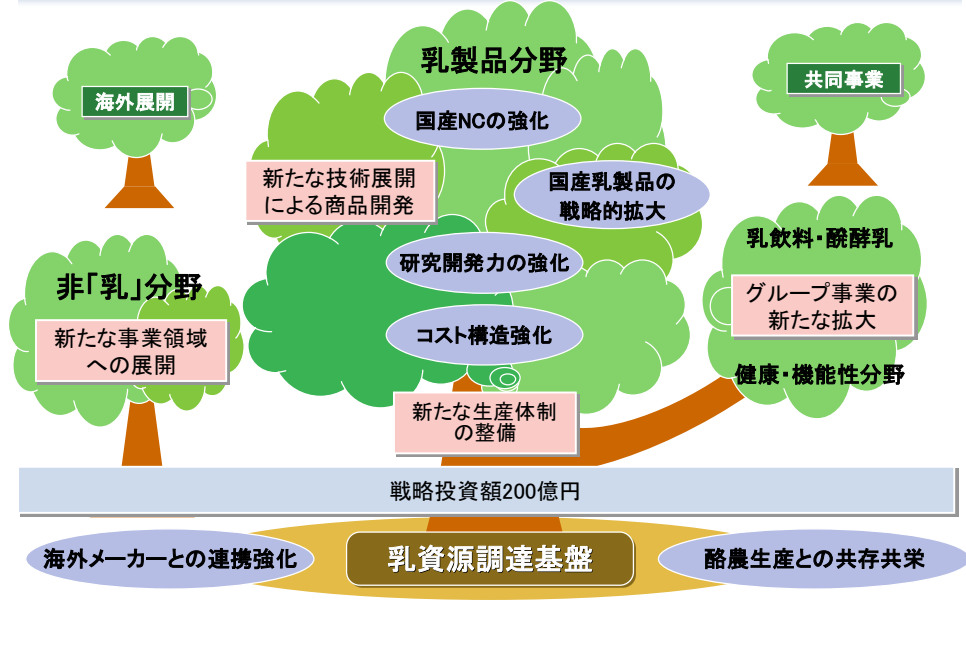 乳製品分野
海外展開
共同事業
国産NCの強化
新たな技術展開
による商品開発
国産乳製品の
戦略的拡大
乳飲料・醗酵乳
研究開発力の強化
非「乳」分野
グループ事業の
新たな拡大
新たな事業領域
への展開
コスト構造強化
健康・機能性分野
新たな生産体制
の整備
戦略投資額200億円
海外メーカーとの連携強化
乳資源調達基盤
酪農生産との共存共栄